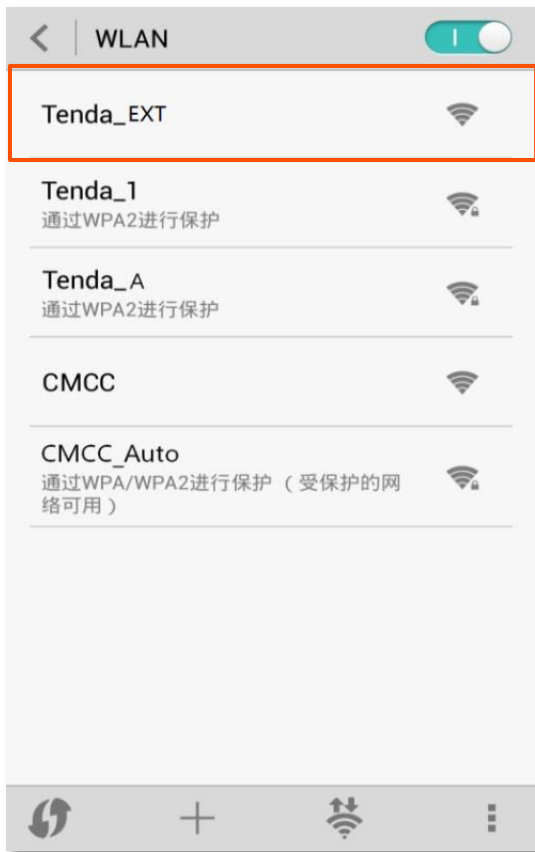 WLAN
Tenda_EXT
Tenda_1
通过WPA2进行保护
Tenda_A
通过WPA2进行保护
CMCC
CMCC_Auto
通过WPA/WPA2进行保护 （受保护的网
络可用）